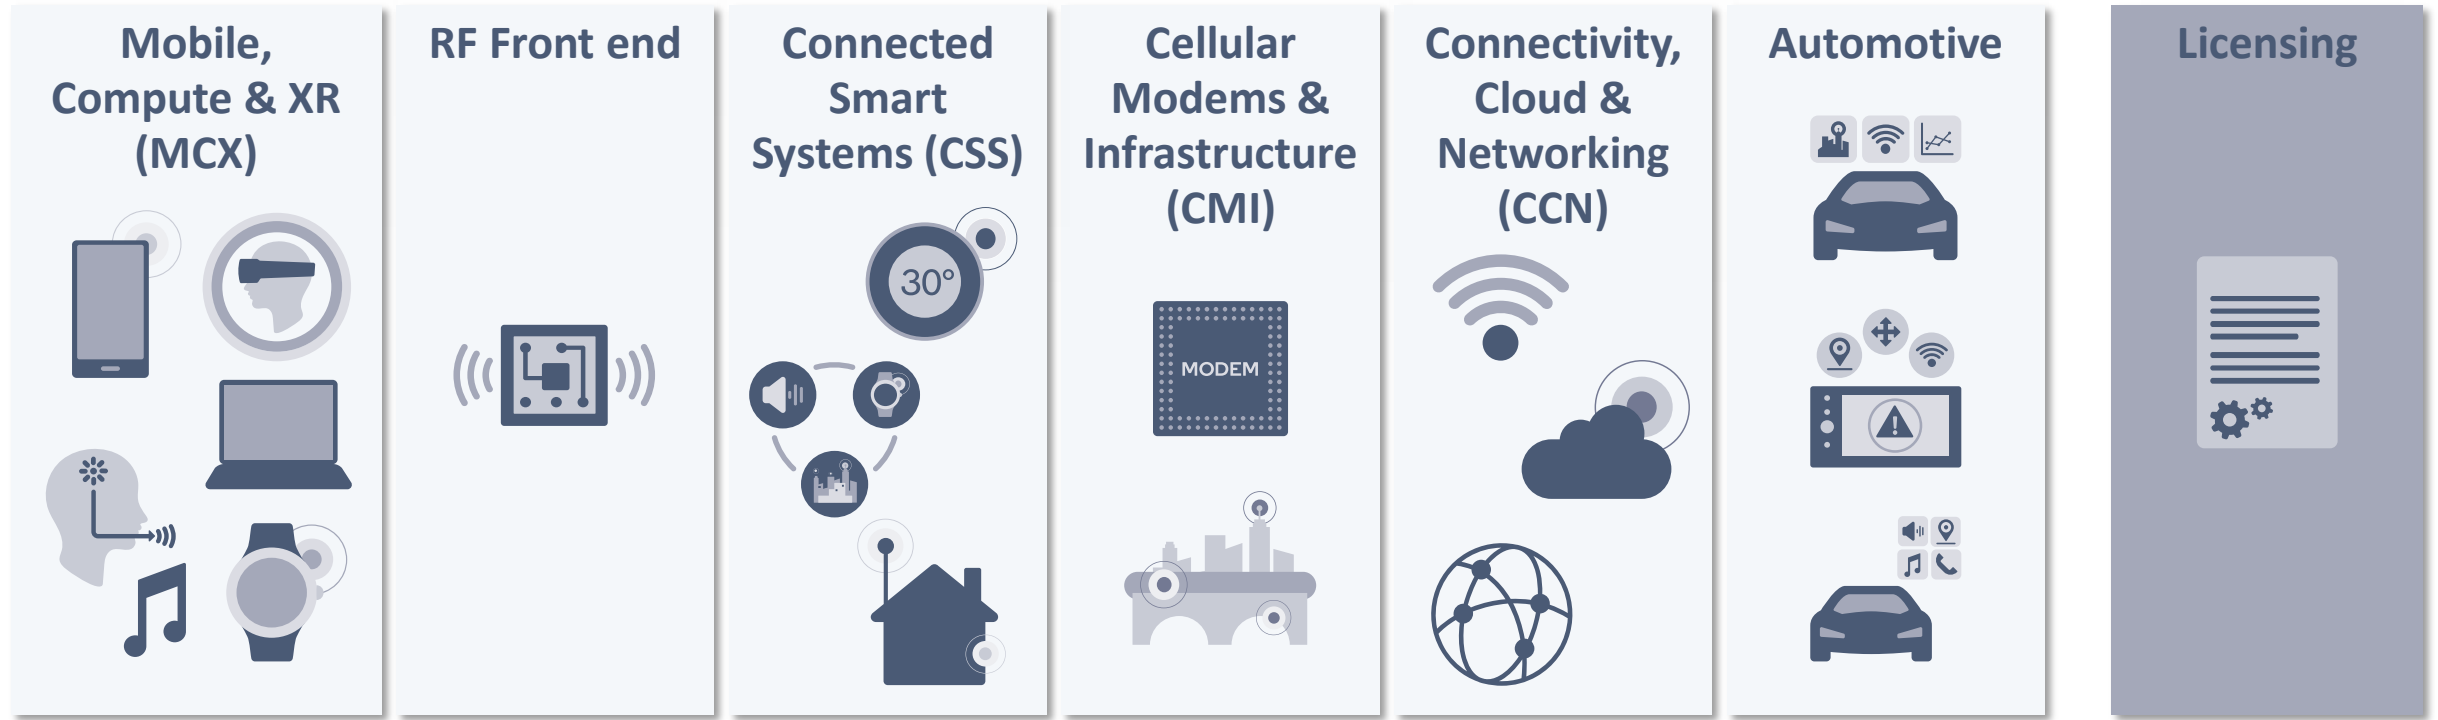 Mobile,
Compute & XR
(MCX)
RF Front end
Connected
Smart
Systems (CSS)
30°
Cellular
Modems &
Infrastructure
(CMI)
MODEM
Connectivity,
Cloud &
Networking
(CCN)
Automotive
Licensing